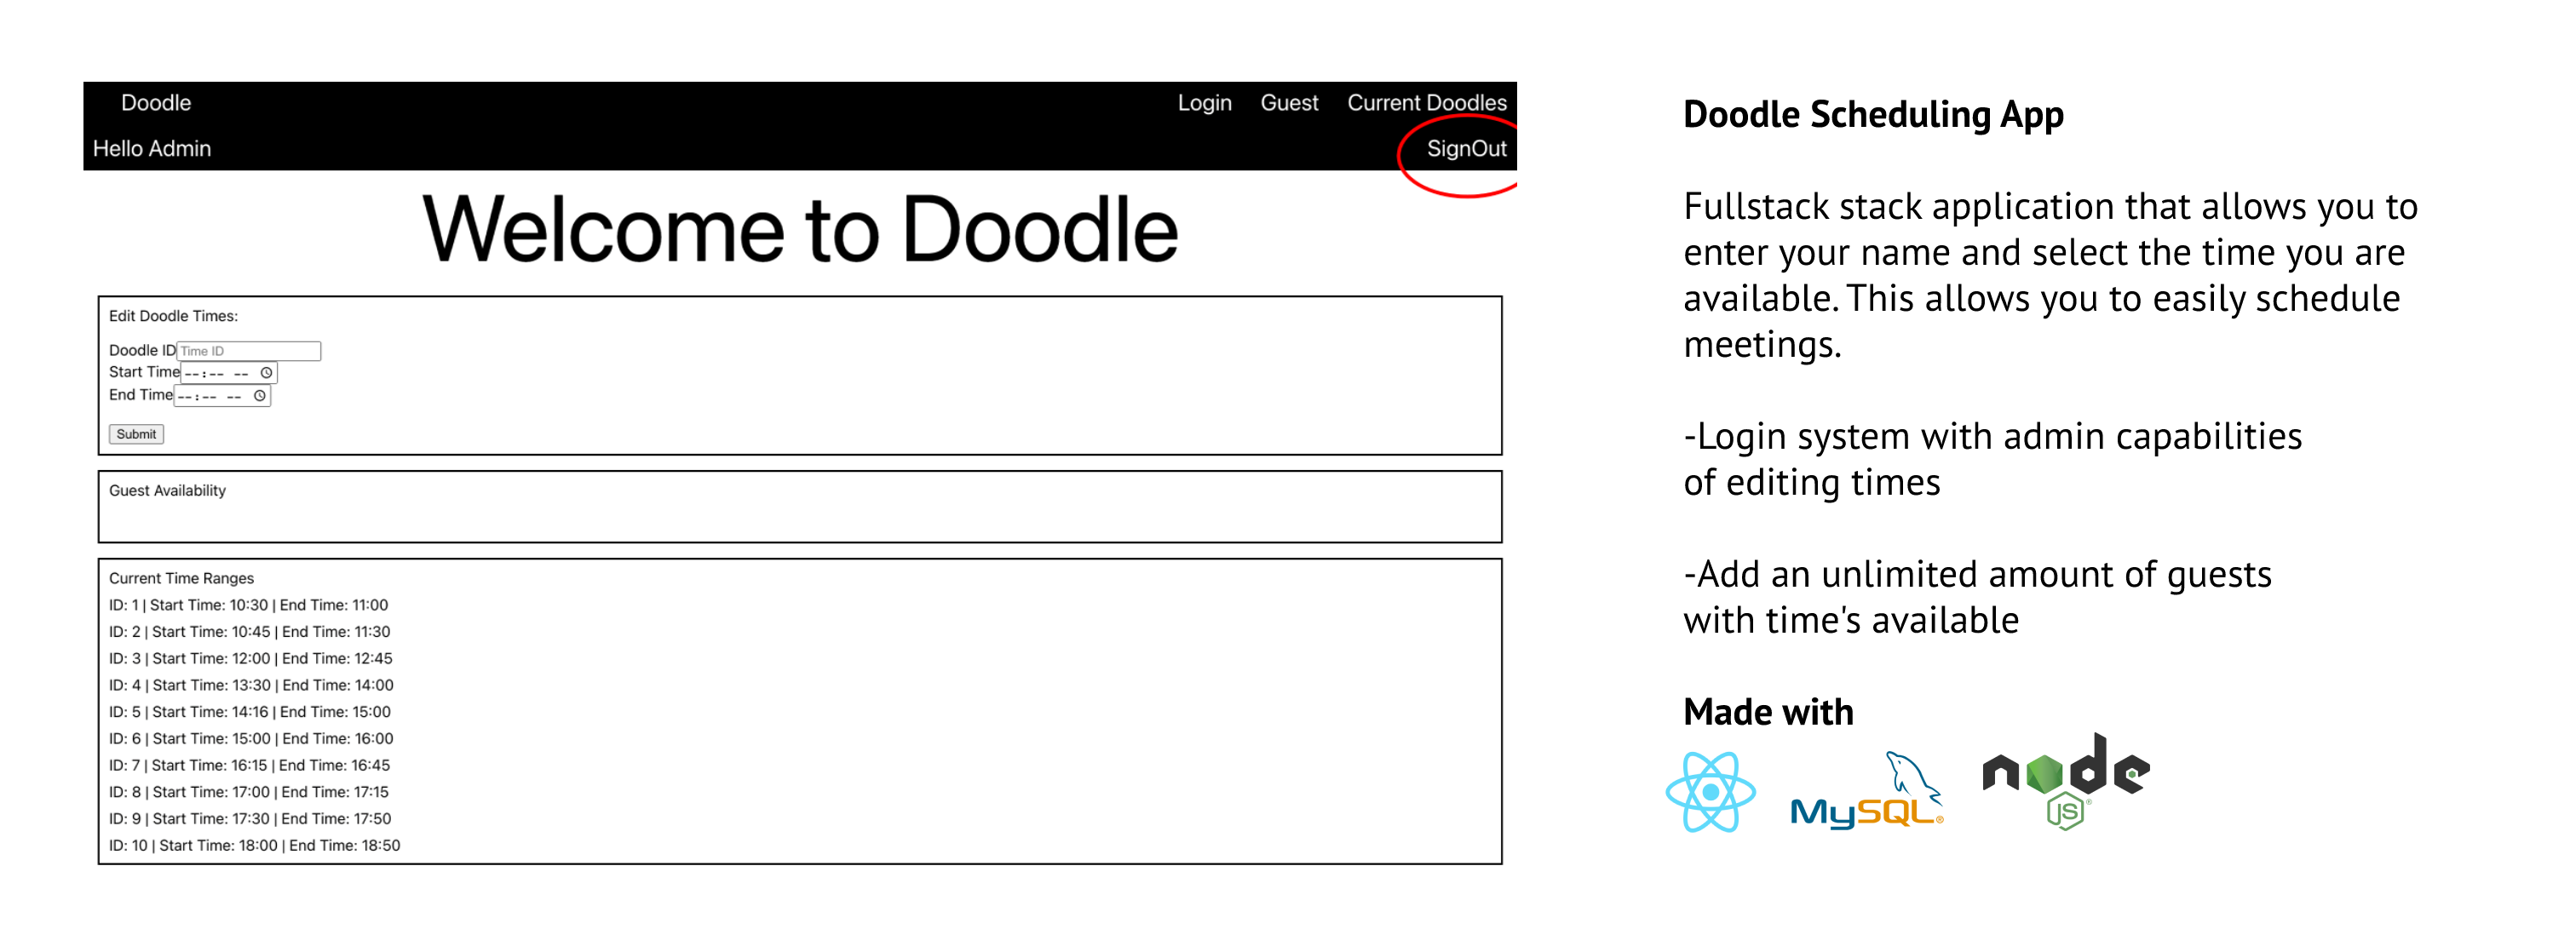 Doodle
Login Guest Current Doodles
Hello Admin
SignOut
Welcome to Doodle
Edit Doodle Times:
Doodle ID Time ID
Start Time --:-- --
End Time --:-- --
Submit
Guest Availability
Current Time Ranges
ID: 1 | Start Time: 10:30 | End Time: 11:00
ID: 2 | Start Time: 10:45 | End Time: 11:30
ID: 3 | Start Time: 12:00 | End Time: 12:45
ID: 4 | Start Time: 13:30 | End Time: 14:00
ID: 5 | Start Time: 14:16 | End Time: 15:00
ID: 6 | Start Time: 15:00 | End Time: 16:00
ID: 7 | Start Time: 16:15 | End Time: 16:45
ID: 8 | Start Time: 17:00 | End Time: 17:15
ID: 9 | Start Time: 17:30 | End Time: 17:50
ID: 10 | Start Time: 18:00 | End Time: 18:50
Doodle Scheduling App
Fullstack stack application that allows you to
enter your name and select the time you are
available. This allows you to easily schedule
meetings.
-Login system with admin capabilities
of editing times
-Add an unlimited amount of guests
with time's available
Made with
MySQL®
node
JS®